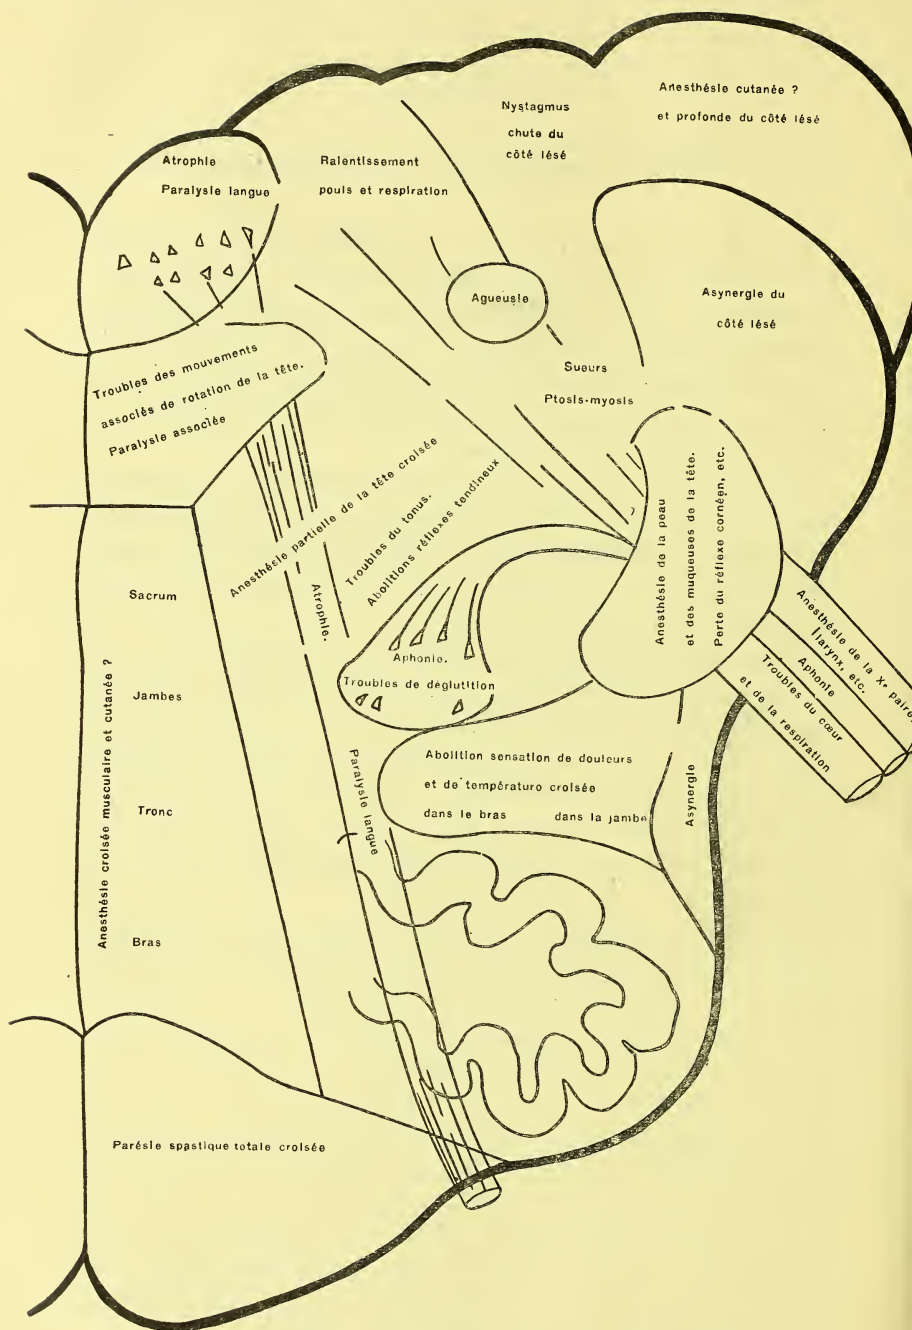 Anesthésie cutanée ?
et profonde du côté lésé
Nystagmus
chute du
côté lésé
Atrophie
Paralysie langue
Ralentissement
pouls et respiration
Agueusie
Asynergie du
côté lésé
Troubles des mouvements
associés de rotation de la tête.
Paralysie associée
Sueurs
Ptosis-myosis
Anesthésie partielle de la tête croisée
Troubles du tonus.
Abolitions réflexes tendineux
Anesthésie de la peau
et des muqueuses de la tête.
Perte du réflexe cornéen, etc.
Anesthésie de la Xe paire,
larynx, etc.
Aphonie
Troubles du cœur
et de la respiration
Atrophie.
Aphonie.
Troubles de déglutition
Anesthésie croisée musculaire et cutanée ?
Sacrum
Jambes
Tronc
Bras
Paralysie langue
Abolition sensation de douleurs
et de températuro croisée
dans le bras dans la jambe
Asynergie
Parésie spastique totale croisée